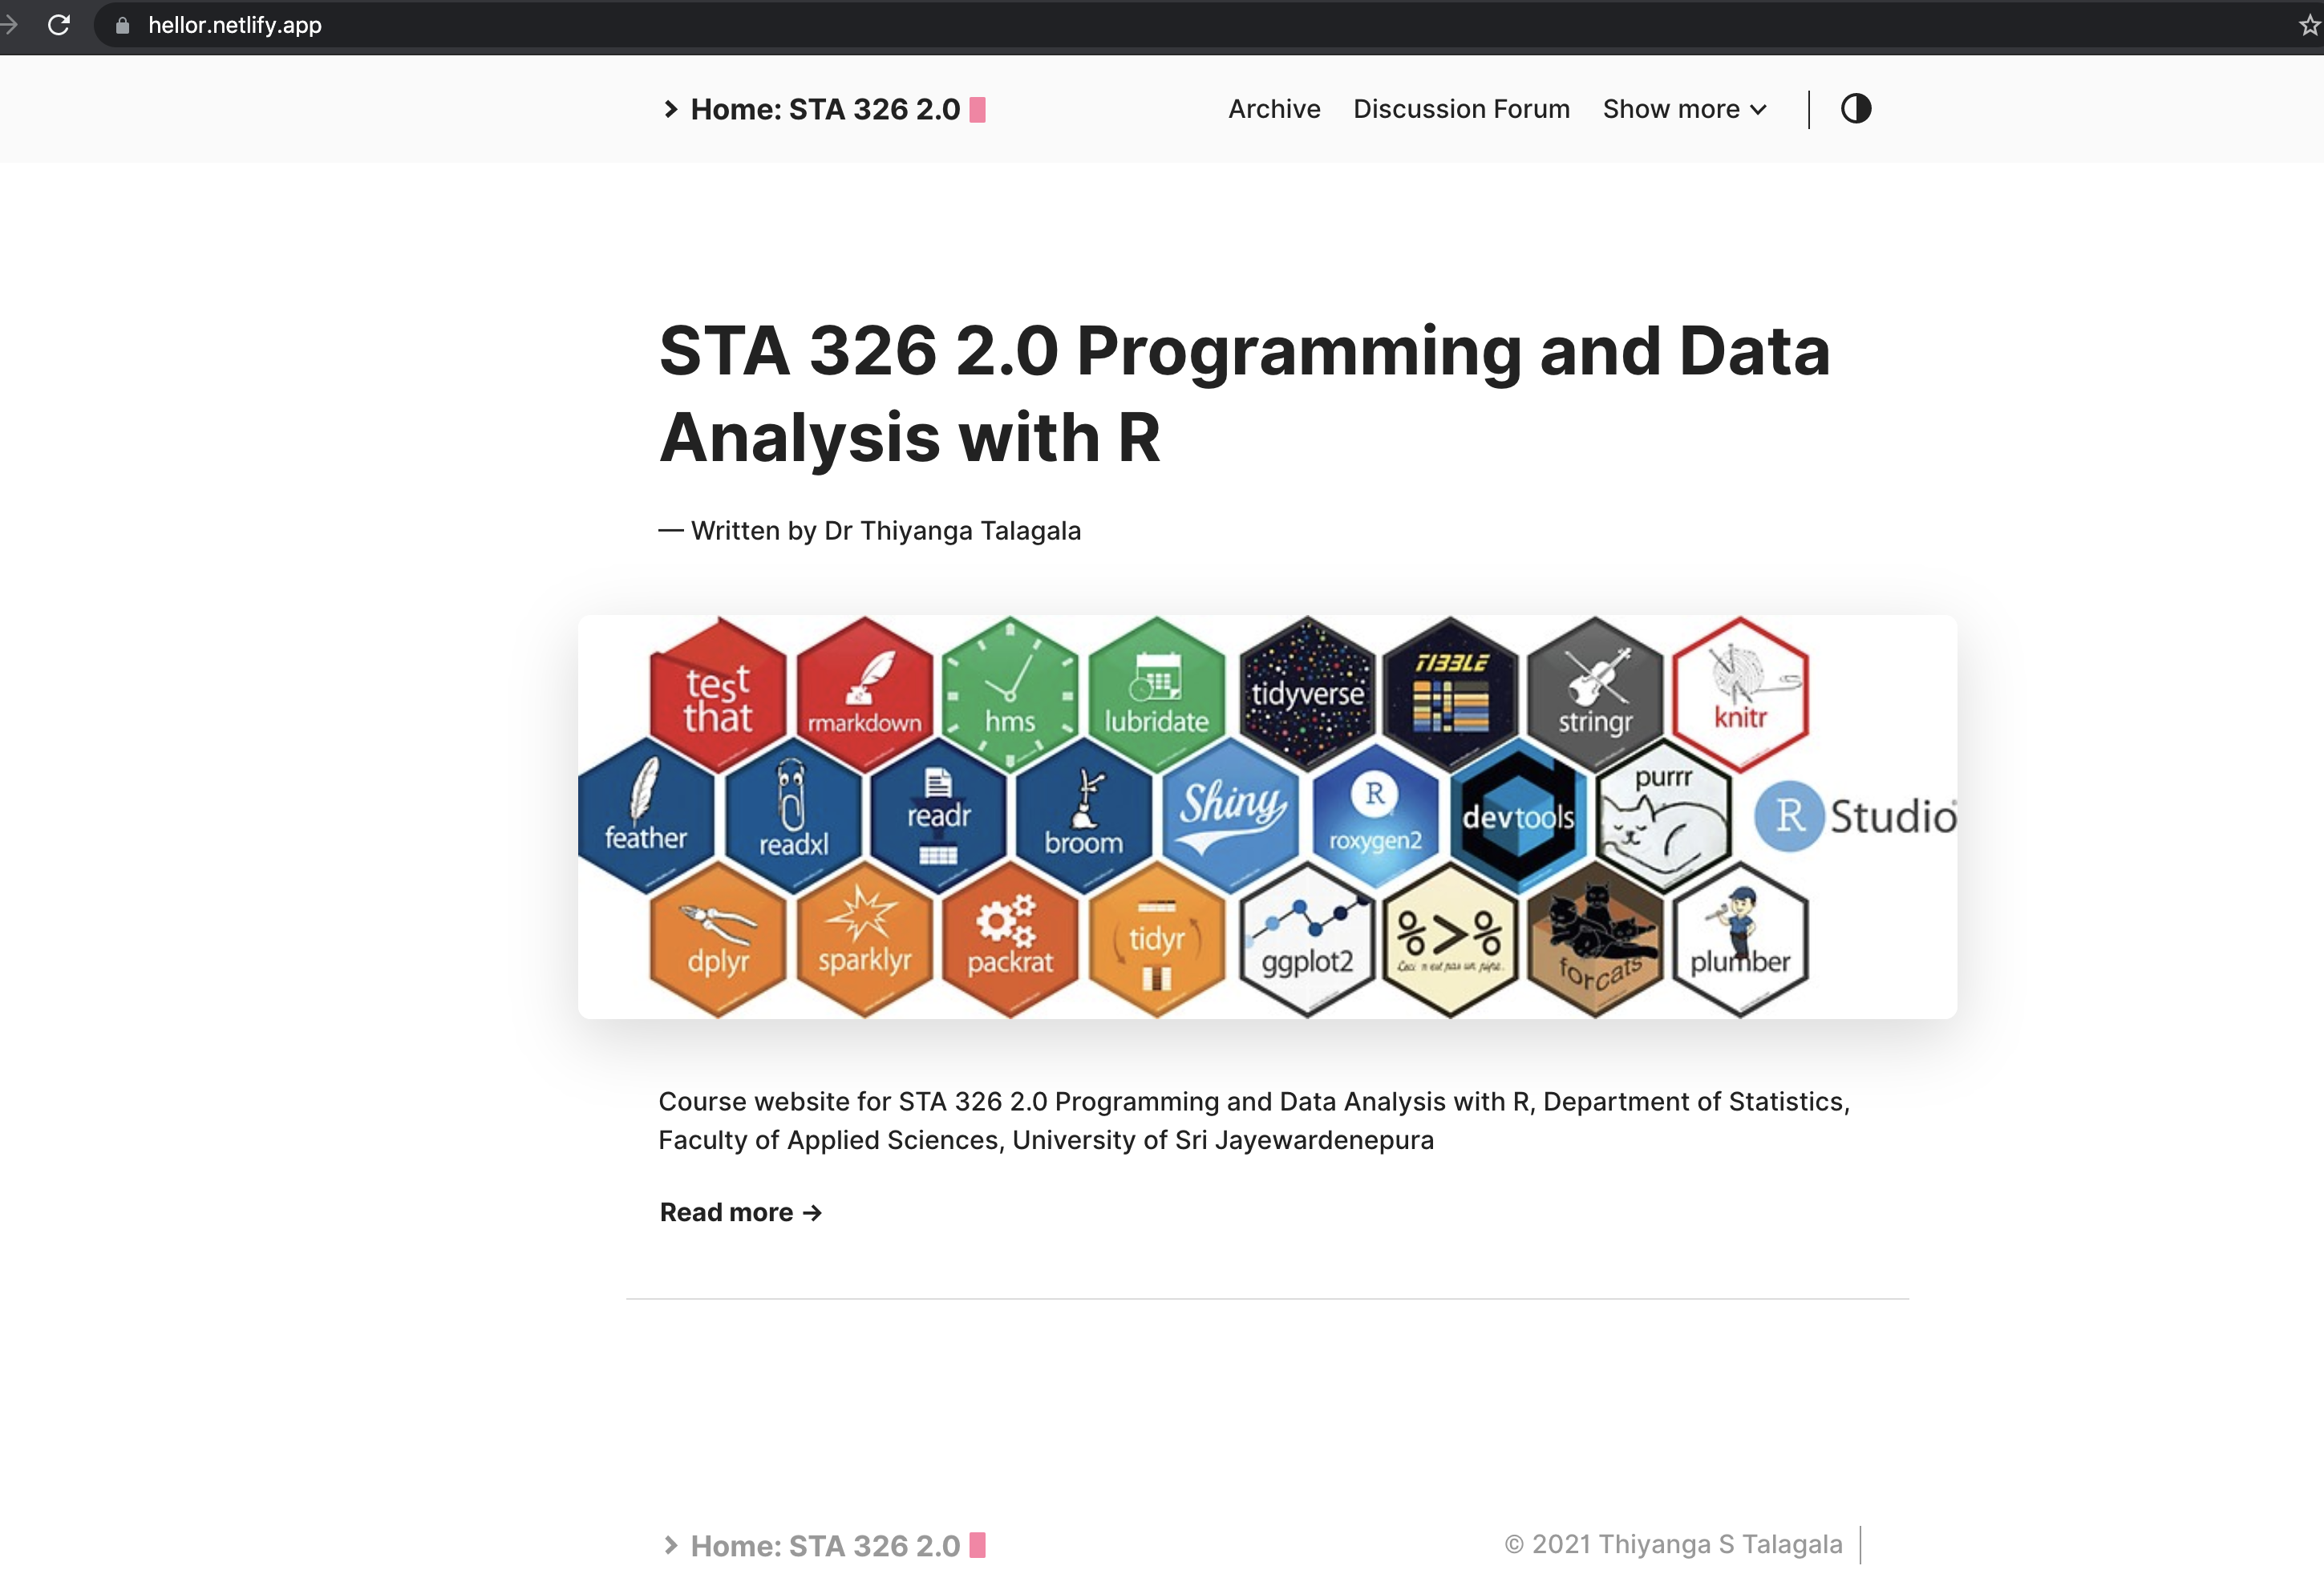 hellor.netlify.app
Home: STA 326 2.0
Archive Discussion Forum Show more
STA 326 2.0 Programming and Data
Analysis with R
— Written by Dr Thiyanga Talagala
test
that
rmarkdown
hms
lubridate
tidyverse
TIBBLE
stringr
knitr
feather
readxl
readr
broom
Shiny
R
roxygen2
devtools
purrr
R Studio
dplyr
sparklyr
packrat
tidyr
ggplot2
%>%
Ceci n'est pas un pipe.
forcats
plumber
Course website for STA 326 2.0 Programming and Data Analysis with R, Department of Statistics,
Faculty of Applied Sciences, University of Sri Jayewardenepura
Read more →
Home: STA 326 2.0
© 2021 Thiyanga S Talagala